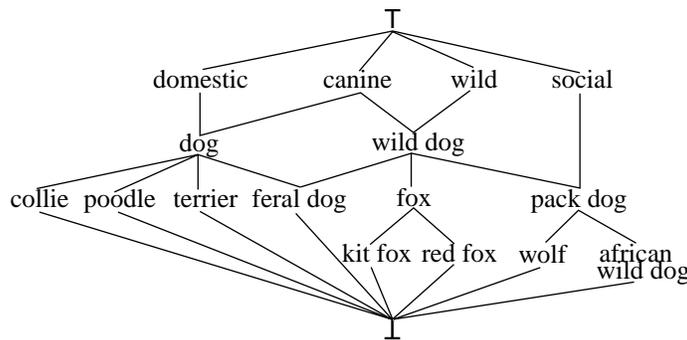 T
domestic canine wild social
dog wild dog
collie poodle terrier feral dog fox pack dog
kit fox red fox wolf african
wild dog
⊥